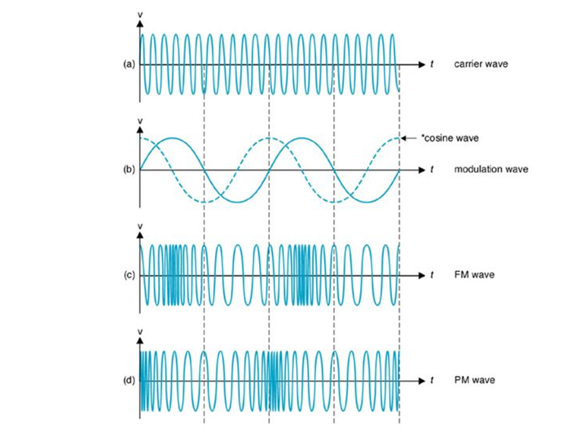 v
(a) t carrier wave
v
*cosine wave
(b) t modulation wave
v
(c) t FM wave
v
(d) t PM wave